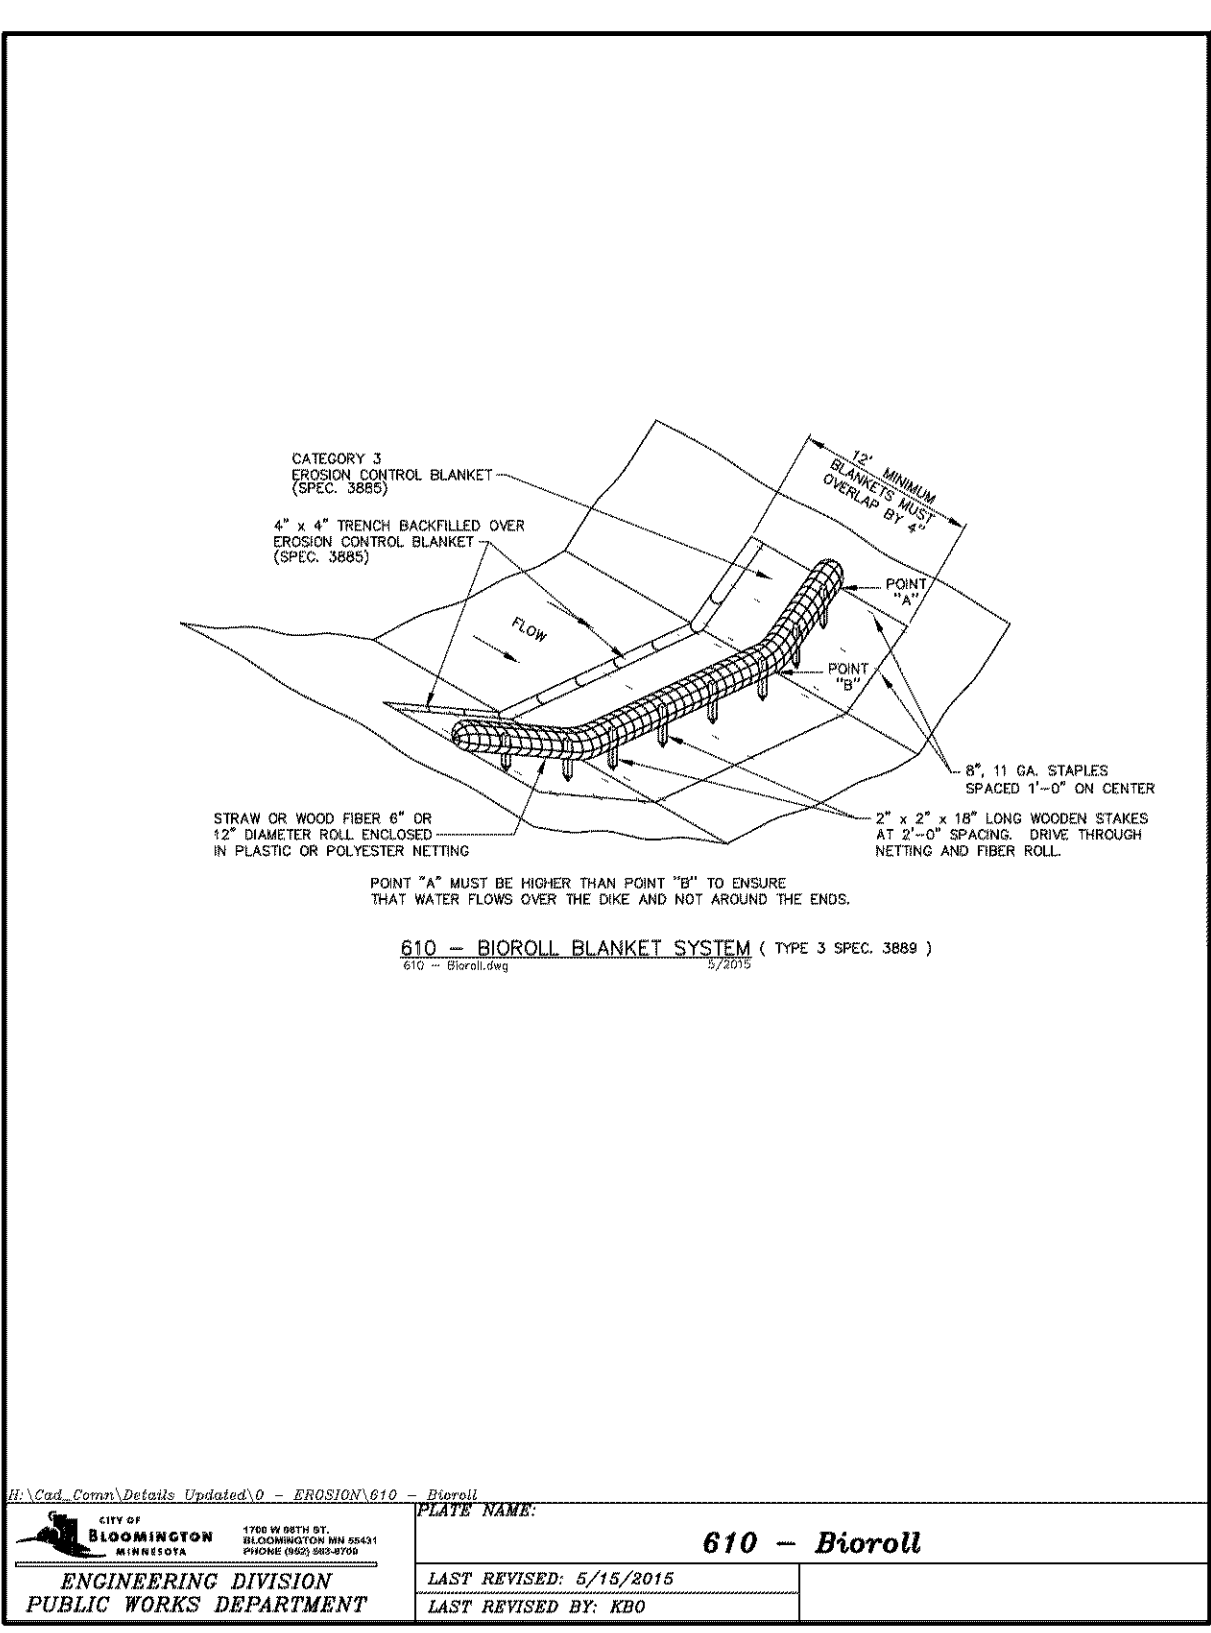 CATEGORY 3
EROSION CONTROL BLANKET
(SPEC. 3885)
4" x 4" TRENCH BACKFILLED OVER
EROSION CONTROL BLANKET
(SPEC. 3885)
12' MINIMUM
BLANKETS MUST
OVERLAP BY 4"
POINT
"A"
FLOW
POINT
"B"
8", 11 GA. STAPLES
SPACED 1'-0" ON CENTER
STRAW OR WOOD FIBER 6" OR
12" DIAMETER ROLL ENCLOSED
IN PLASTIC OR POLYESTER NETTING
2" x 2" x 18" LONG WOODEN STAKES
AT 2'-0" SPACING. DRIVE THROUGH
NETTING AND FIBER ROLL.
POINT "A" MUST BE HIGHER THAN POINT "B" TO ENSURE
THAT WATER FLOWS OVER THE DIKE AND NOT AROUND THE ENDS.
610 - BIOROLL BLANKET SYSTEM ( TYPE 3 SPEC. 3889 )
610 - Bioroll.dwg 5/2015
H:\Cad_Comn\Details Updated\0 - EROSION\610 - Bioroll
CITY OF
BLOOMINGTON
MINNESOTA
1700 W 98TH ST.
BLOOMINGTON MN 55431
PHONE (952) 563-8700
ENGINEERING DIVISION
PUBLIC WORKS DEPARTMENT
PLATE NAME:
610 - Bioroll
LAST REVISED: 5/15/2015
LAST REVISED BY: KBO